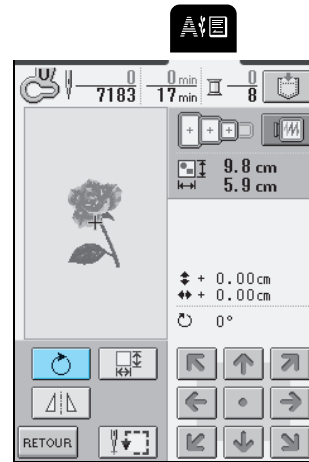 A
U
0 0 min 0
7183 17 min 8
9.8 cm
5.9 cm
+ 0.00cm
+ 0.00cm
0°
RETOUR